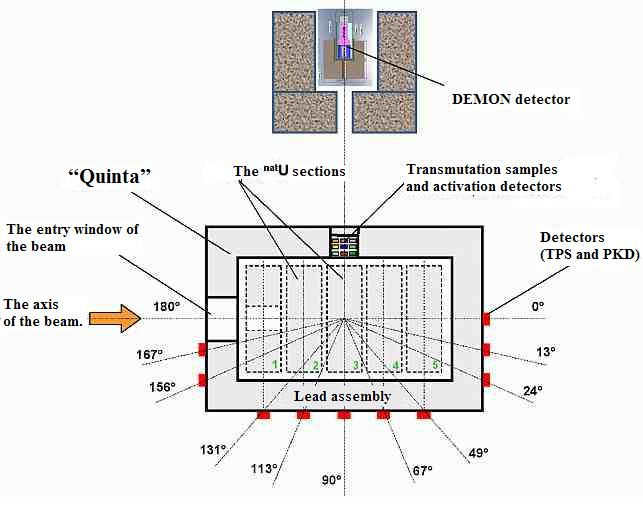 DEMON detector
“Quinta”
The natU sections
Transmutation samples
and activation detectors
The entry window of
the beam
Detectors
(TPS and PKD)
The axis
of the beam.
180°
0°
167°
13°
156°
24°
1
2
3
4
5
Lead assembly
131°
49°
113°
67°
90°